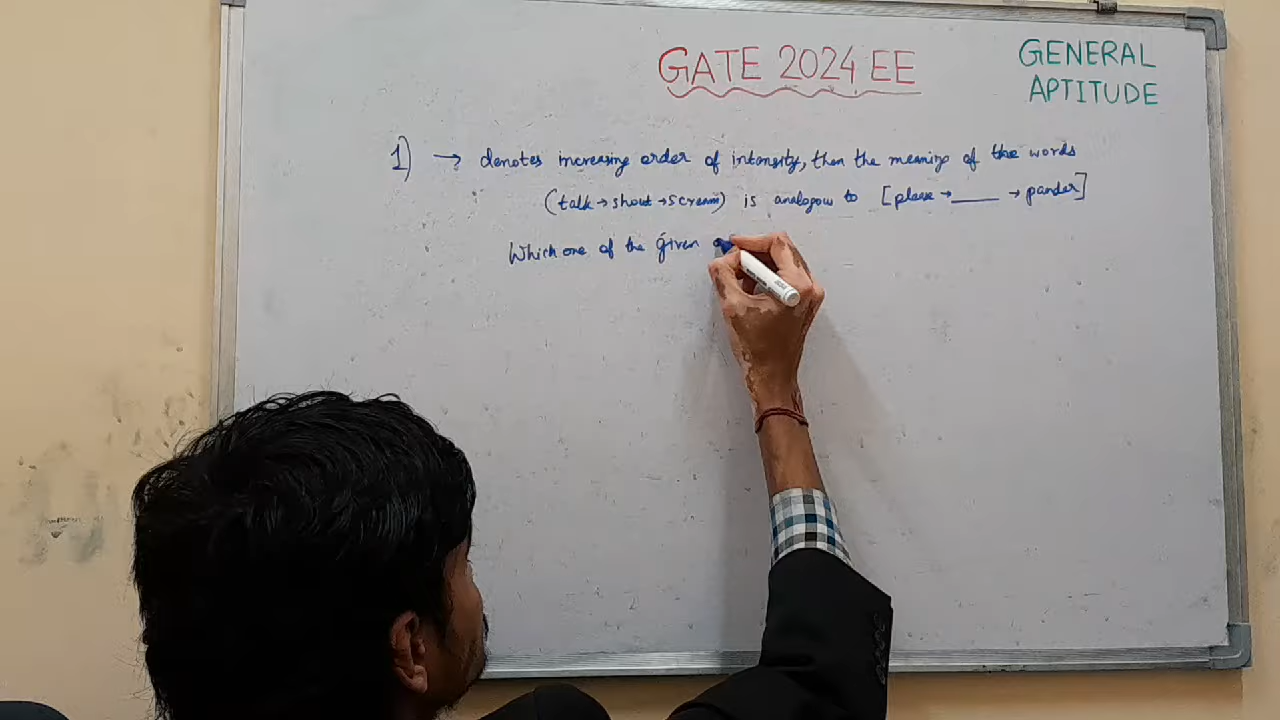 GATE 2024 EE
GENERAL
APTITUDE
1) → denotes increasing order of intensity, then the meaning of the words
(talk → shout → scream) is analogous to [please → ____ → pander]
Which one of the given